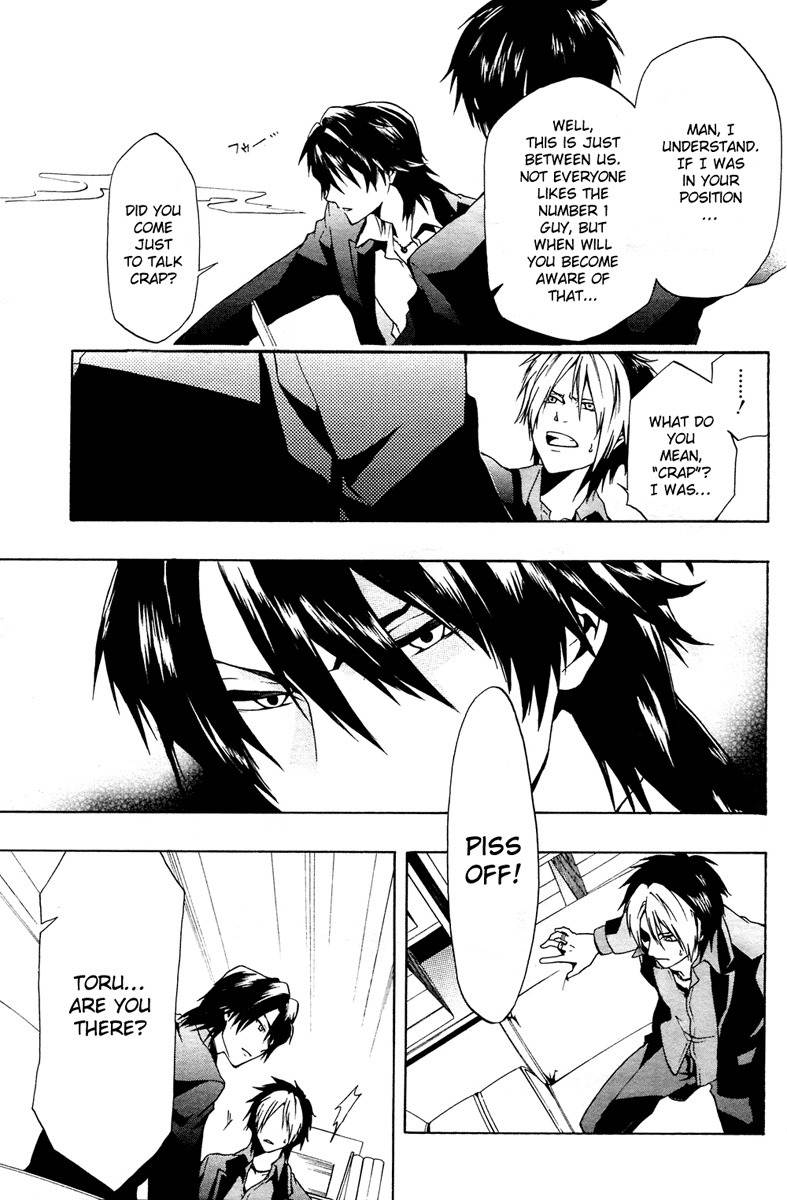 MAN, I
UNDERSTAND.
IF I WAS
IN YOUR
POSITION
...
WELL,
THIS IS JUST
BETWEEN US.
NOT EVERYONE
LIKES THE
NUMBER 1
GUY, BUT
WHEN WILL
YOU BECOME
AWARE OF
THAT...
フャーッ゛
DID YOU
COME
JUST
TO TALK
CRAP?
......!
WHAT DO
YOU
MEAN,
"CRAP"?
I WAS...
PISS
OFF!
TORU...
ARE YOU
THERE?